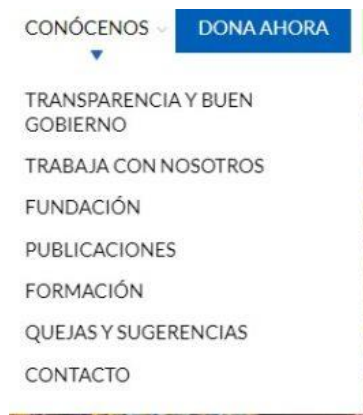 CONÓCENOS DONA AHORA
TRANSPARENCIA Y BUEN
GOBIERNO
TRABAJA CON NOSOTROS
FUNDACIÓN
PUBLICACIONES
FORMACIÓN
QUEJAS Y SUGERENCIAS
CONTACTO